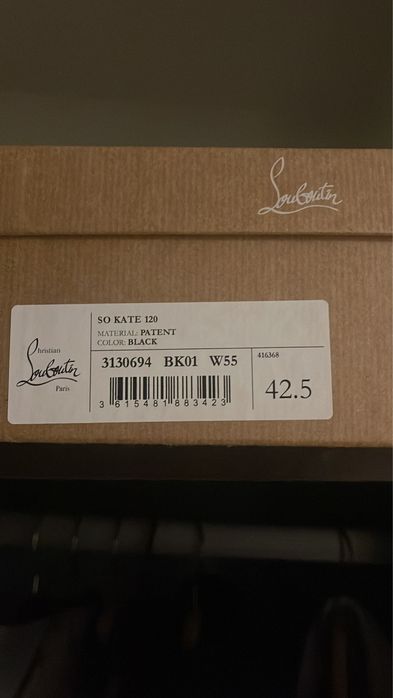 Louboutin
SO KATE 120
MATERIAL: PATENT
COLOR: BLACK
Christian
Louboutin
Paris
3130694 BK01 W55
416368
42.5
3 615481 883423